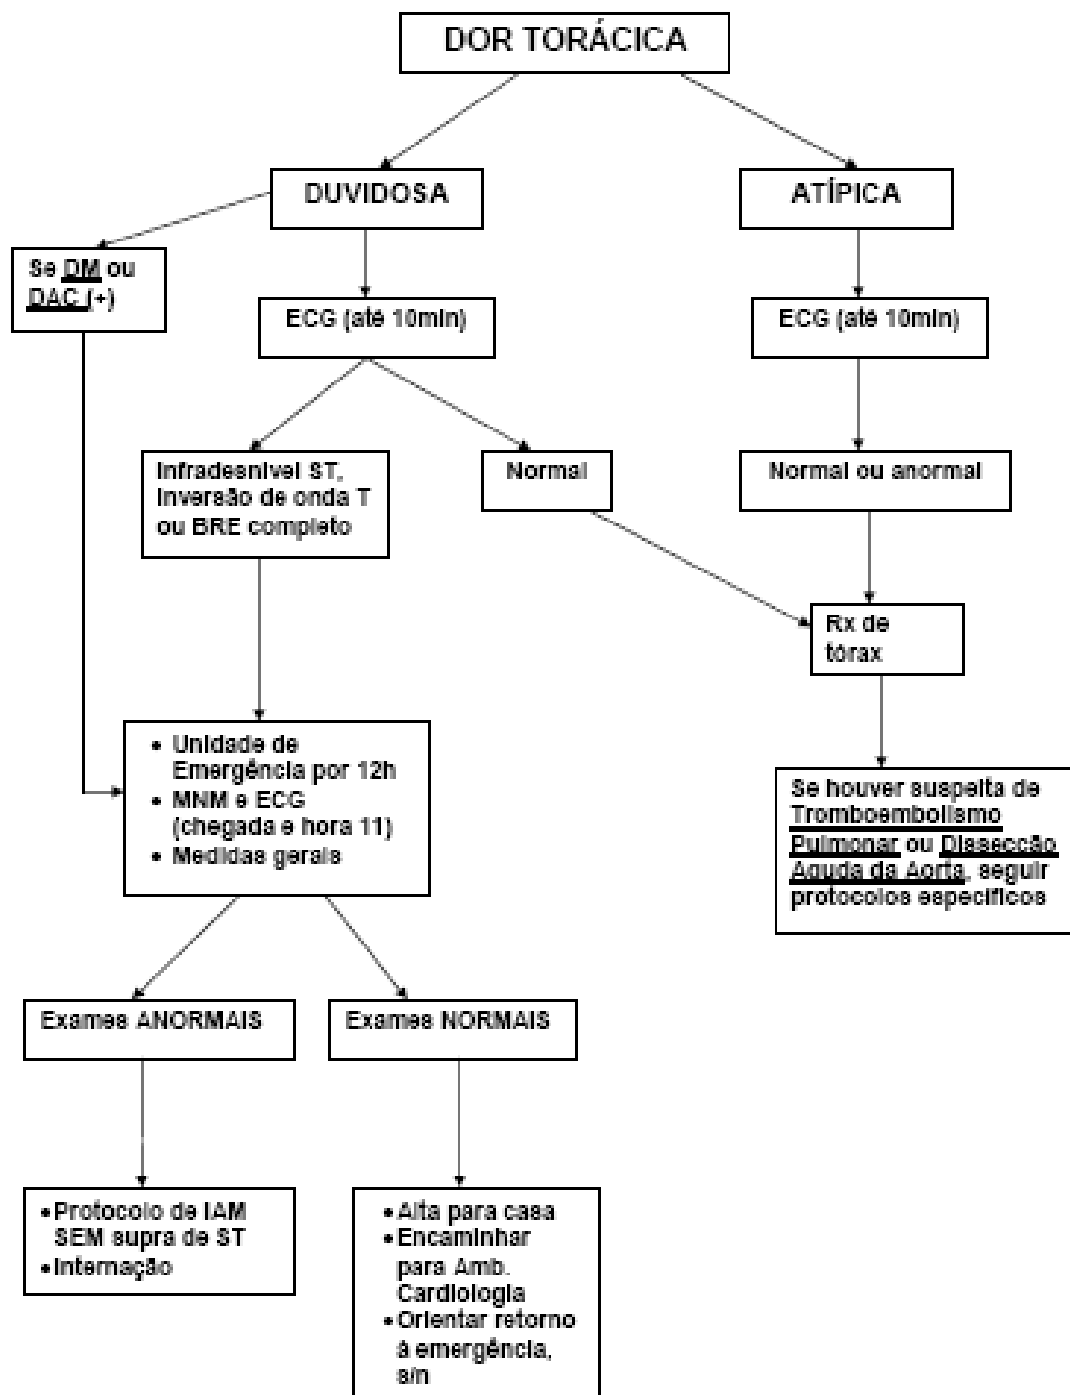 DOR TORÁCICA
DUVIDOSA
ATÍPICA
Se DM ou
DAC (+)
ECG (até 10min)
ECG (até 10min)
Infradesnível ST,
Inversão de onda T
ou BRE completo
Normal
Normal ou anormal
Rx de
tórax
• Unidade de
Emergência por 12h
• MNM e ECG
(chegada e hora 11)
• Medidas gerais
Se houver suspeita de
Tromboembolismo
Pulmonar ou Dissecção
Aguda da Aorta, seguir
protocolos específicos
Exames ANORMAIS
Exames NORMAIS
• Protocolo de IAM
SEM supra de ST
• Internação
• Alta para casa
• Encaminhar
para Amb.
Cardiologia
• Orientar retorno
à emergência,
s/n